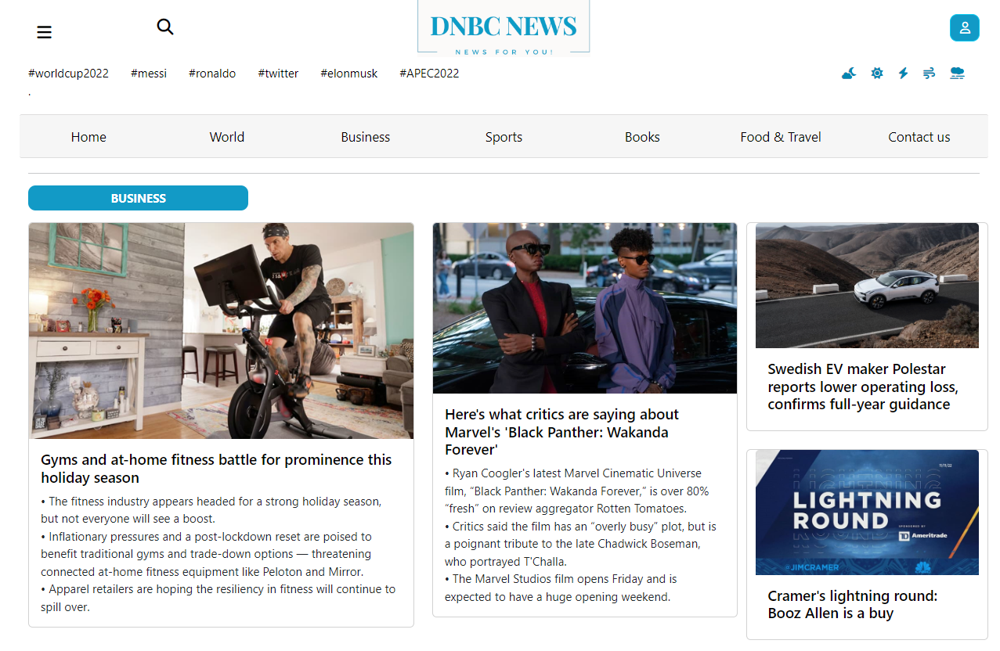 DNBC NEWS
NEWS FOR YOU!
#worldcup2022 #messi #ronaldo #twitter #elonmusk #APEC2022
.
Home World Business Sports Books Food & Travel Contact us
BUSINESS
Gyms and at-home fitness battle for prominence this
holiday season
• The fitness industry appears headed for a strong holiday season,
but not everyone will see a boost.
• Inflationary pressures and a post-lockdown reset are poised to
benefit traditional gyms and trade-down options — threatening
connected at-home fitness equipment like Peloton and Mirror.
• Apparel retailers are hoping the resiliency in fitness will continue to
spill over.
Here's what critics are saying about
Marvel's 'Black Panther: Wakanda
Forever'
• Ryan Coogler's latest Marvel Cinematic Universe
film, “Black Panther: Wakanda Forever,” is over 80%
“fresh” on review aggregator Rotten Tomatoes.
• Critics said the film has an “overly busy” plot, but is
a poignant tribute to the late Chadwick Boseman,
who portrayed T'Challa.
• The Marvel Studios film opens Friday and is
expected to have a huge opening weekend.
Swedish EV maker Polestar
reports lower operating loss,
confirms full-year guidance
11/11/22
LIGHTNING
LIGHTNING
ROUND
ROUND
SPONSORED BY
TD Ameritrade
@JIMCRAMER
Cramer's lightning round:
Booz Allen is a buy